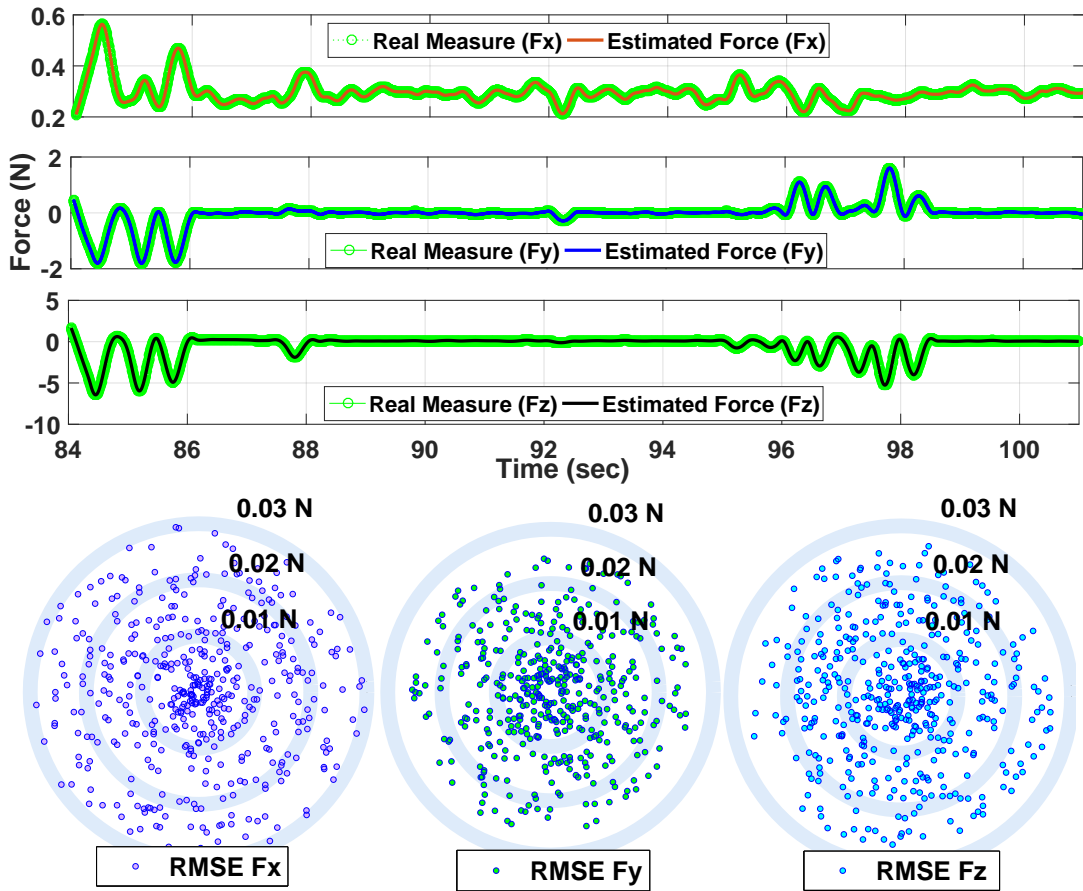 0.6
0.4
0.2
Real Measure (Fx) Estimated Force (Fx)
Force (N)
2
0
-2
Real Measure (Fy) Estimated Force (Fy)
5
0
-5
-10
Real Measure (Fz) Estimated Force (Fz)
84 86 88 90 92 94 96 98 100
Time (sec)
0.03 N 0.03 N 0.03 N
0.02 N 0.02 N 0.02 N
0.01 N 0.01 N 0.01 N
RMSE Fx RMSE Fy RMSE Fz